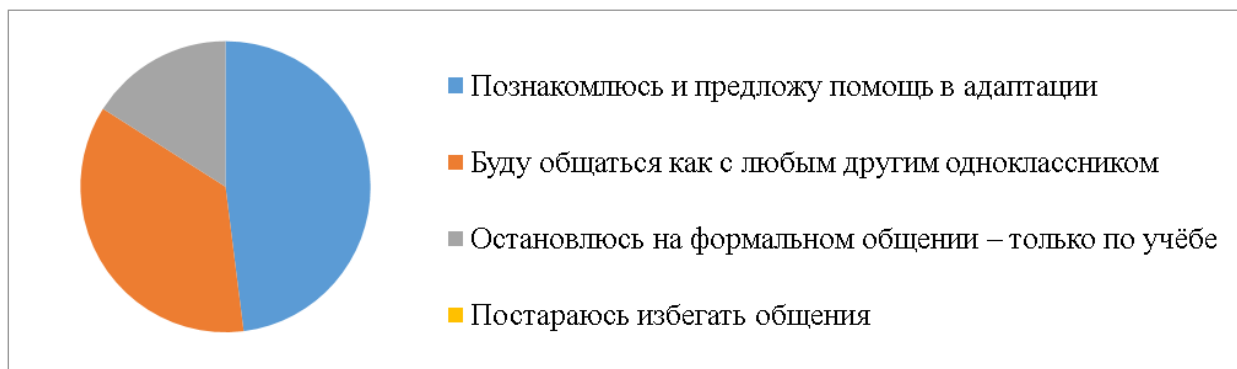 Познакомлюсь и предложу помощь в адаптации
Буду общаться как с любым другим одноклассником
Остановлюсь на формальном общении – только по учёбе
Постараюсь избегать общения